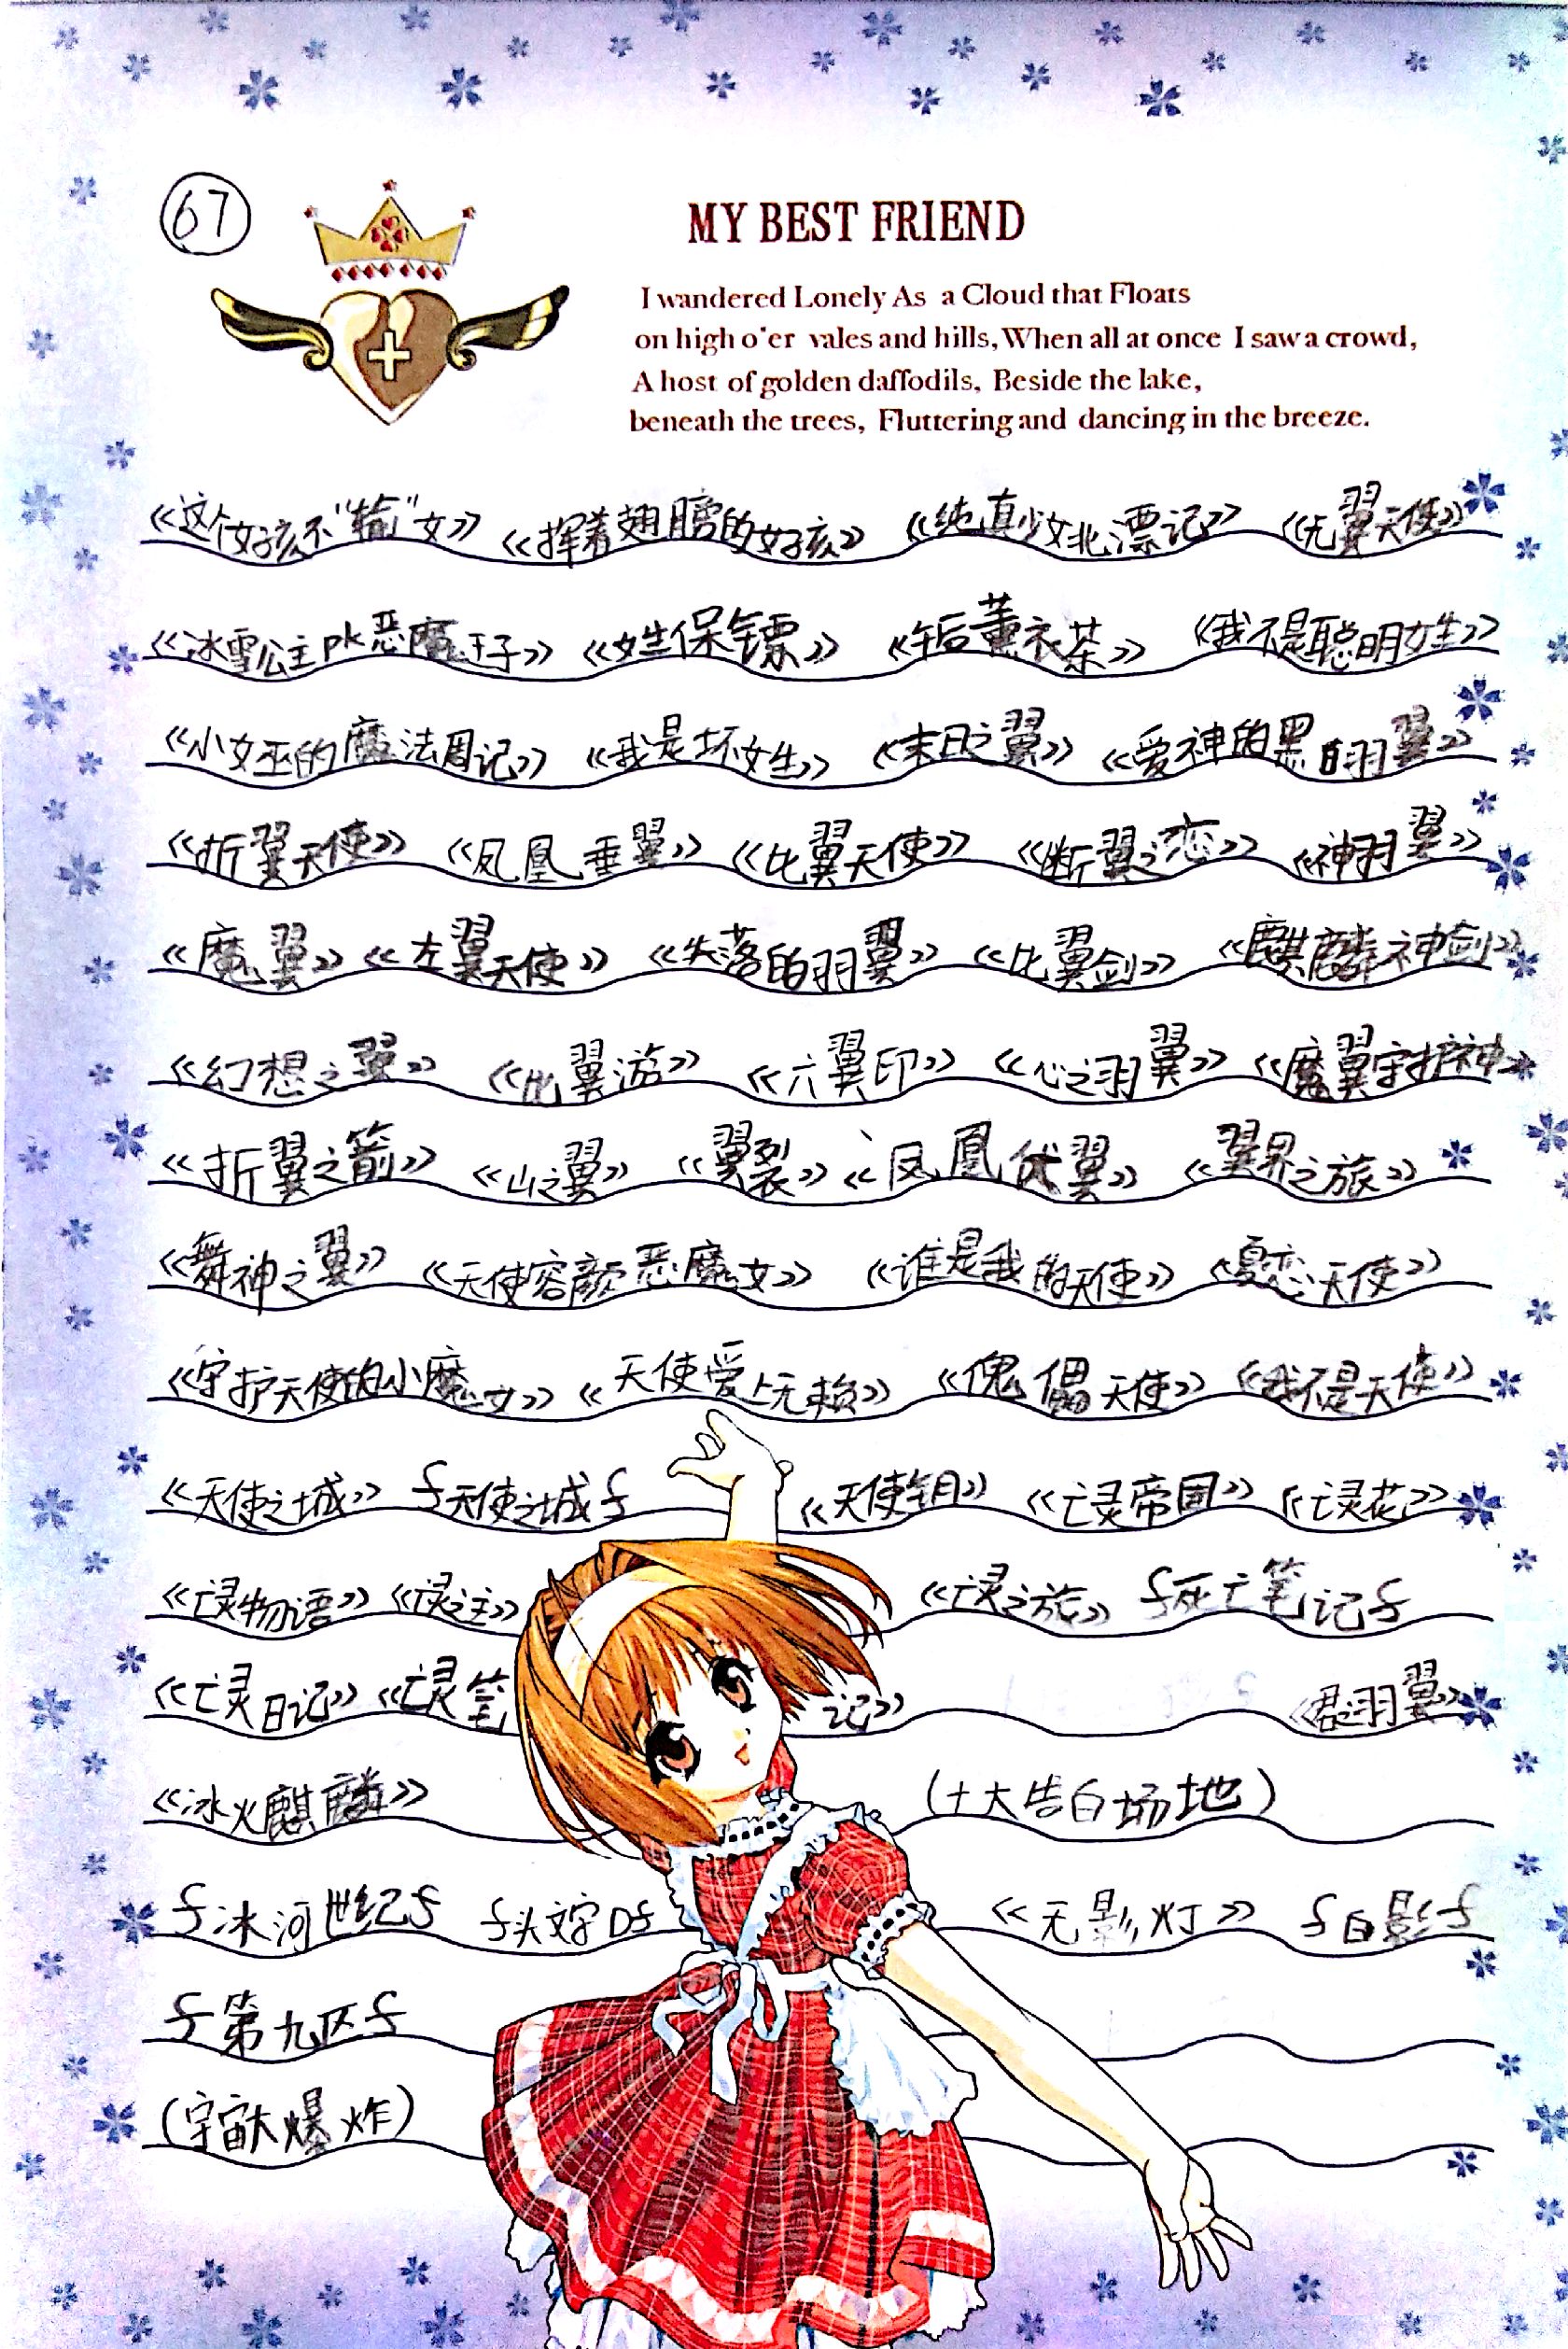 67
MY BEST FRIEND
I wandered Lonely As a Cloud that Floats
on high o'er vales and hills, When all at once I saw a crowd,
A host of golden daffodils, Beside the lake,
beneath the trees, Fluttering and dancing in the breeze.
《这个女孩不“输”女》 《挥着翅膀的女孩》 《纯真少女北漂记》 《无翼天使》
《冰雪公主pk恶魔王子》 《女生保镖》 《午后薰衣茶》 《我不是聪明女生》
《小女巫的魔法周记》 《我是坏女生》 《末日之翼》 《爱神的黑白羽翼》
《折翼天使》 《凤凰垂翼》 《比翼天使》 《断翼之恋》 《神羽翼》
《魔翼》 《左翼天使》 《失落的羽翼》 《比翼剑》 《麒麟神剑》
《幻想之翼》 《比翼游》 《六翼印》 《心之羽翼》 《魔翼守护神》
《折翼之箭》 《山之翼》 《翼裂》 《凤凰伏翼》 《翼界之旅》
《舞神之翼》 《天使容颜恶魔女》 《谁是我的天使》 《夏恋天使》
《守护天使的小魔女》 《天使爱上无赖》 《傀儡天使》 《我不是天使》
《天使之城》 天使之城 《天使钥》 《亡灵帝国》 《亡灵花》
《亡灵物语》 《亡灵之主》 《亡灵之旅》 死亡笔记
《亡灵日记》 《亡灵笔记》 《君之羽翼》
《冰火麒麟》 (十大告白场地)
冰河世纪 头文字D 《无影灯》 白影
第九区
(宇宙大爆炸)